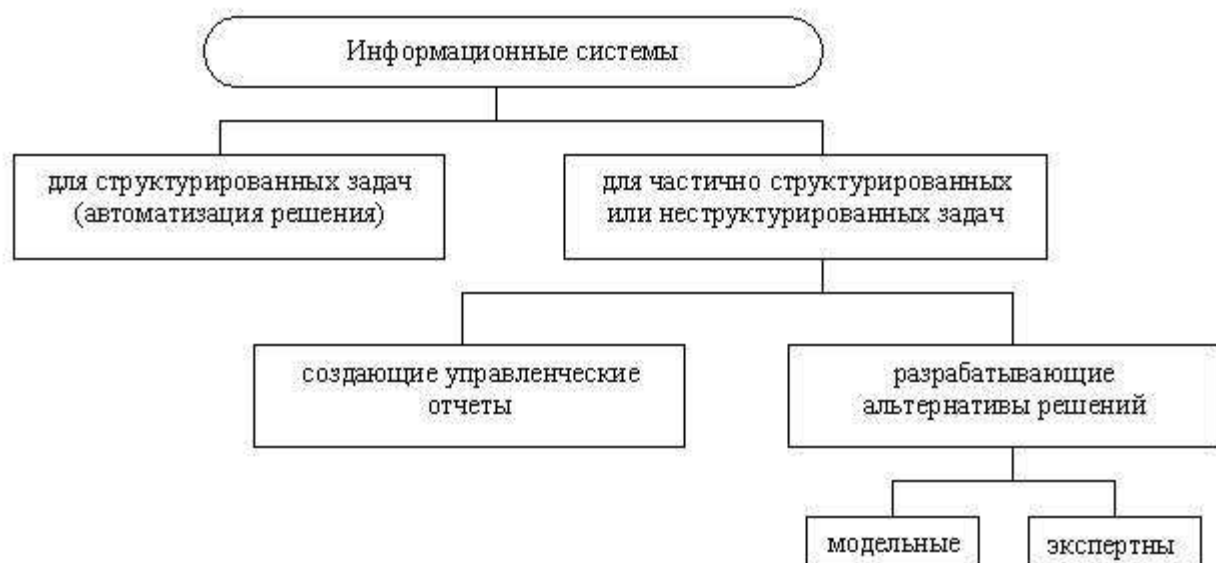 Информационные системы
для структурированных задач
(автоматизация решения)
для частично структурированных
или неструктурированных задач
создающие управленческие
отчеты
разрабатывающие
альтернативы решений
модельные
экспертны